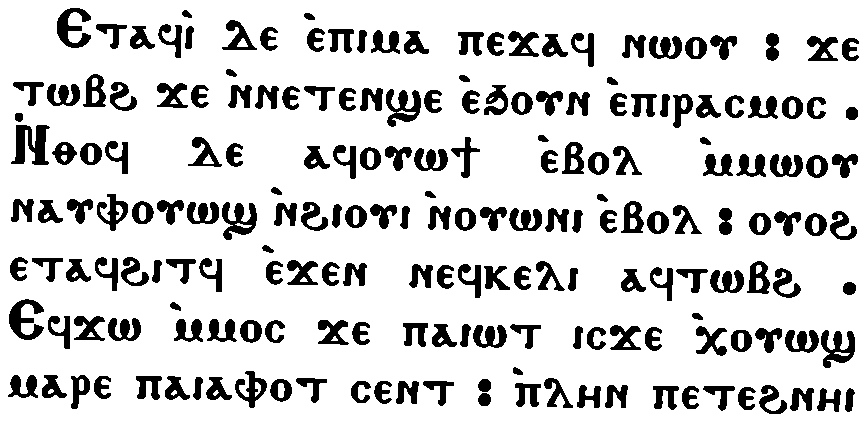 Ⲉⲧⲁϥⲓ̀ ⲇⲉ ⲉ̀ⲡⲓⲙⲁ ⲡⲉϫⲁϥ ⲛⲱⲟⲩ : ϫⲉ
ⲧⲱⲃϩ ϫⲉ ⲛ̀ⲛⲉⲧⲉⲛϣⲉ ⲉ̀ϧⲟⲩⲛ ⲉ̀ⲡⲓⲣⲁⲥⲙⲟⲥ .
Ⲛ̀ⲑⲟϥ ⲇⲉ ⲁϥⲟⲩⲱϯ ⲉ̀ⲃⲟⲗ ⲙ̀ⲙⲱⲟⲩ
ⲛⲁⲩⲫⲟⲩⲱϣ ⲛ̀ϩⲓⲟⲩⲓ ⲛ̀ⲟⲩⲱⲛⲓ ⲉ̀ⲃⲟⲗ : ⲟⲩⲟϩ
ⲉⲧⲁϥϩⲓⲧϥ ⲉ̀ϫⲉⲛ ⲛⲉϥⲕⲉⲗⲓ ⲁϥⲧⲱⲃϩ .
Ⲉϥϫⲱ ⲙ̀ⲙⲟⲥ ϫⲉ ⲡⲁⲓⲱⲧ ⲓⲥϫⲉ ⲭ̀ⲟⲩⲱϣ
ⲙⲁⲣⲉ ⲡⲁⲓⲁⲫⲟⲧ ⲥⲉⲛⲧ : ⲡ̀ⲗⲏⲛ ⲡⲉⲧⲉϩⲛⲏⲓ